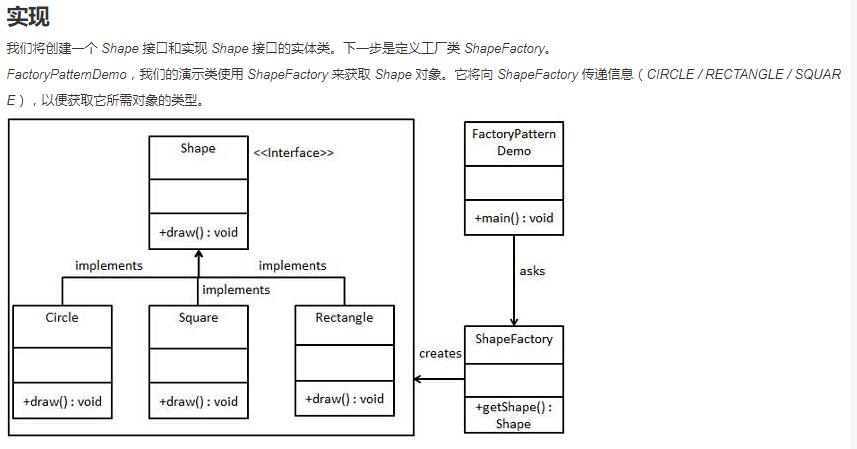 实现
我们将创建一个 Shape 接口和实现 Shape 接口的实体类。下一步是定义工厂类 ShapeFactory。
FactoryPatternDemo，我们的演示类使用 ShapeFactory 来获取 Shape 对象。它将向 ShapeFactory 传递信息（CIRCLE / RECTANGLE / SQUAR
E），以便获取它所需对象的类型。
Shape
<<Interface>>
+draw() : void
implements
implements
implements
Circle
+draw() : void
Square
+draw() : void
Rectangle
+draw() : void
FactoryPattern
Demo
+main() : void
asks
creates
ShapeFactory
+getShape() :
Shape